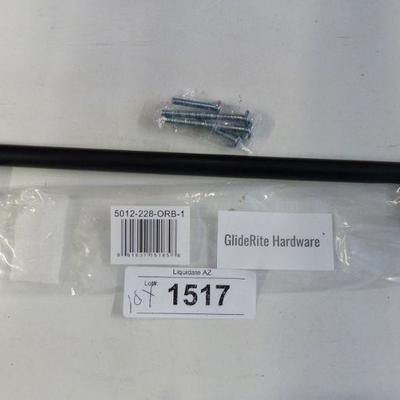 5012-228-ORB-1
GlideRite Hardware
Liquidate AZ
Lot#:
10x 1517